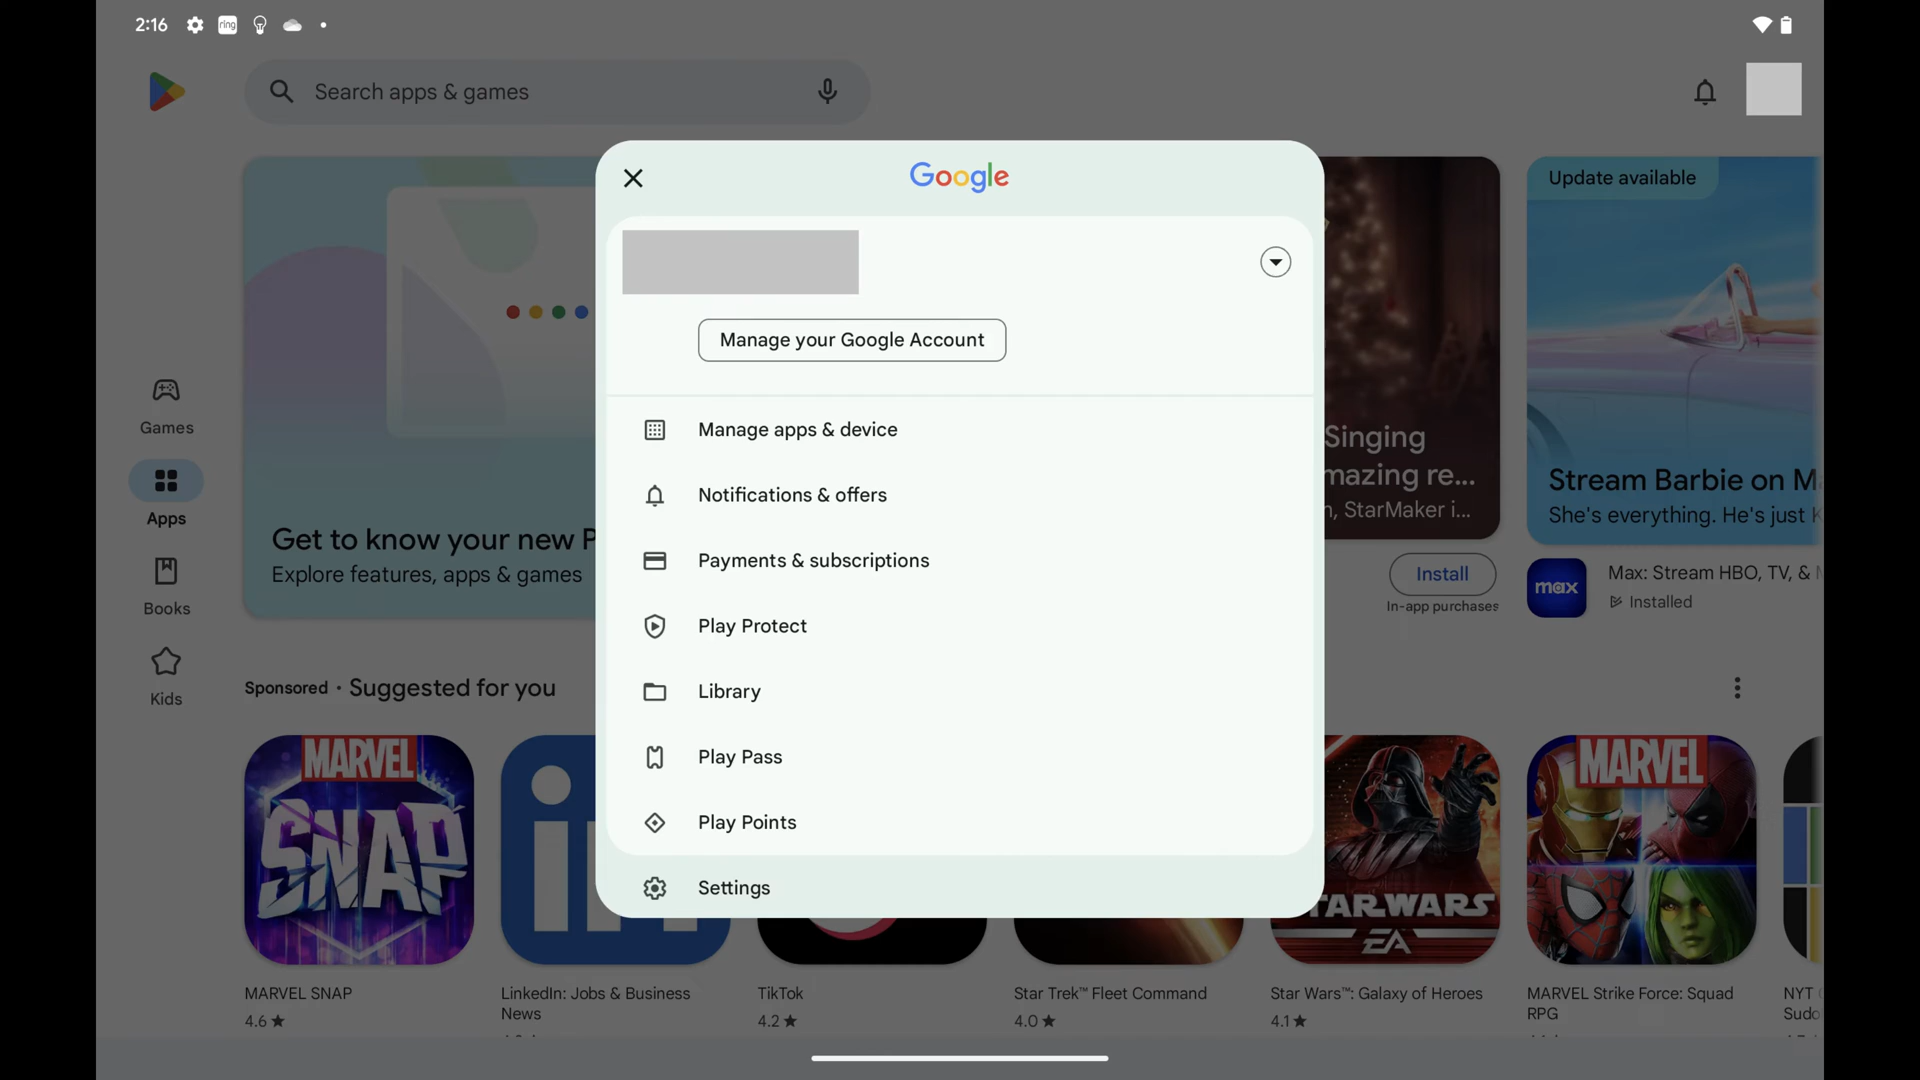 2:16
ring
Search apps & games
Google
Update available
Manage your Google Account
Games
Apps
Books
Kids
Manage apps & device
Notifications & offers
Payments & subscriptions
Play Protect
Library
Play Pass
Play Points
Settings
Get to know your new P
Explore features, apps & games
Singing
mazing re...
, StarMaker i...
Install
In-app purchases
Stream Barbie on M
She's everything. He's just K
max
Max: Stream HBO, TV, & M
Installed
Sponsored · Suggested for you
MARVEL
SNAP
in
STAR WARS
EA
MARVEL
MARVEL SNAP
4.6 ★
LinkedIn: Jobs & Business
News
TikTok
4.2 ★
Star Trek™ Fleet Command
4.0 ★
Star Wars™: Galaxy of Heroes
4.1 ★
MARVEL Strike Force: Squad
RPG
NYT
Sudo